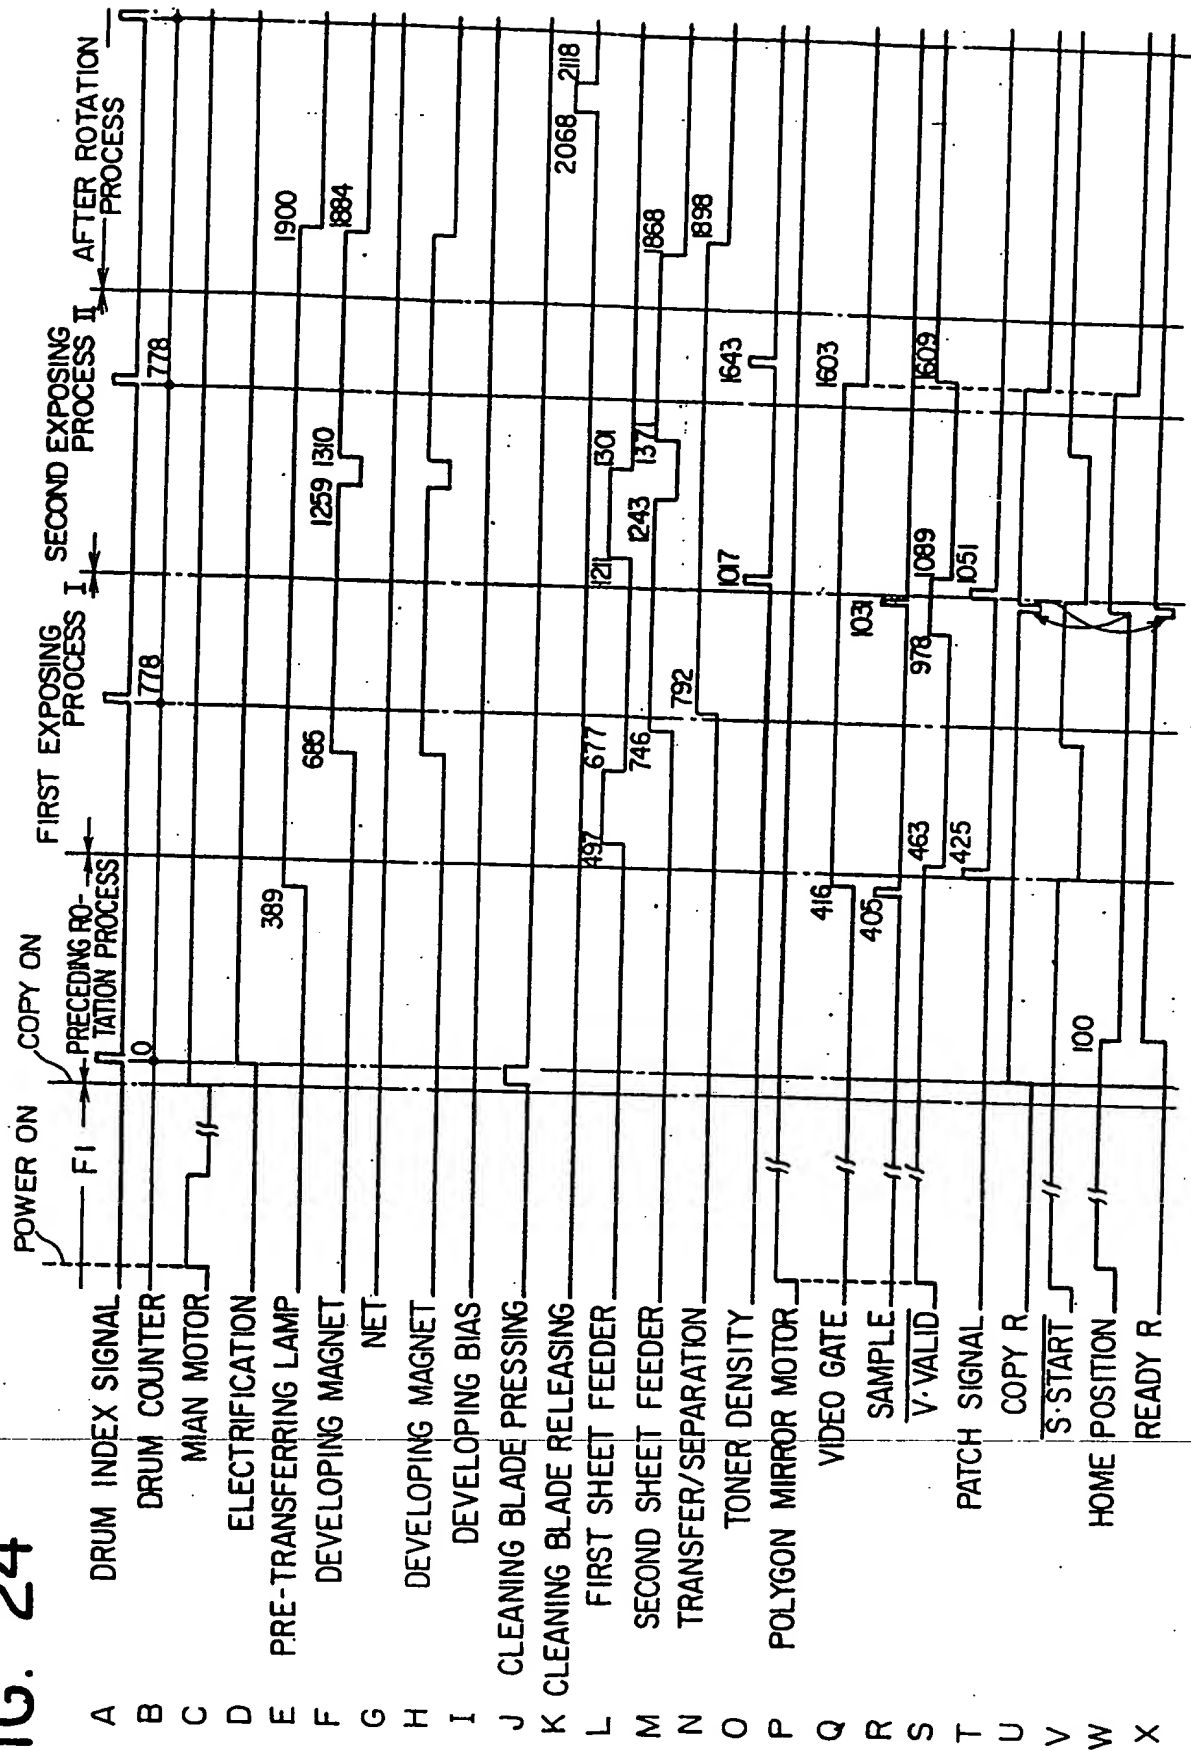 FIG. 24
POWER ON
COPY ON
F1
PRECEDING RO-
TATION PROCESS
FIRST EXPOSING
PROCESS I
SECOND EXPOSING
PROCESS II
AFTER ROTATION
PROCESS
A DRUM INDEX SIGNAL
B DRUM COUNTER 0 778 778
C MIAN MOTOR
D ELECTRIFICATION
E PRE-TRANSFERRING LAMP 389 1900
F DEVELOPING MAGNET 685 1259 1310 1884
G NET
H DEVELOPING MAGNET
I DEVELOPING BIAS
J CLEANING BLADE PRESSING
K CLEANING BLADE RELEASING 2068 2118
L FIRST SHEET FEEDER 497 677 1211 1301
M SECOND SHEET FEEDER 746 1243 1371 1868
N TRANSFER/SEPARATION 792 1898
O TONER DENSITY 1017 1643
P POLYGON MIRROR MOTOR
Q VIDEO GATE 416 1603
R SAMPLE 405 1031
S V·VALID 463 978 1089 1609
T PATCH SIGNAL 425 1051
U COPY R
V S·START
W HOME POSITION 100
X READY R